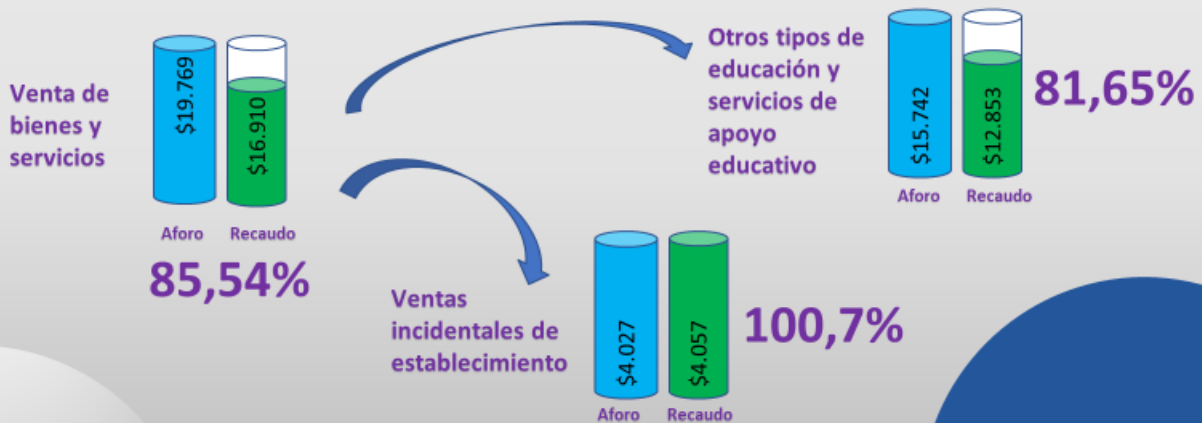 Venta de
bienes y
servicios
$19.769
$16.910
Aforo
Recaudo
85,54%
Otros tipos de
educación y
servicios de
apoyo
educativo
$15.742
$12.853
Aforo
Recaudo
81,65%
Ventas
incidentales de
establecimiento
$4.027
$4.057
Aforo
Recaudo
100,7%